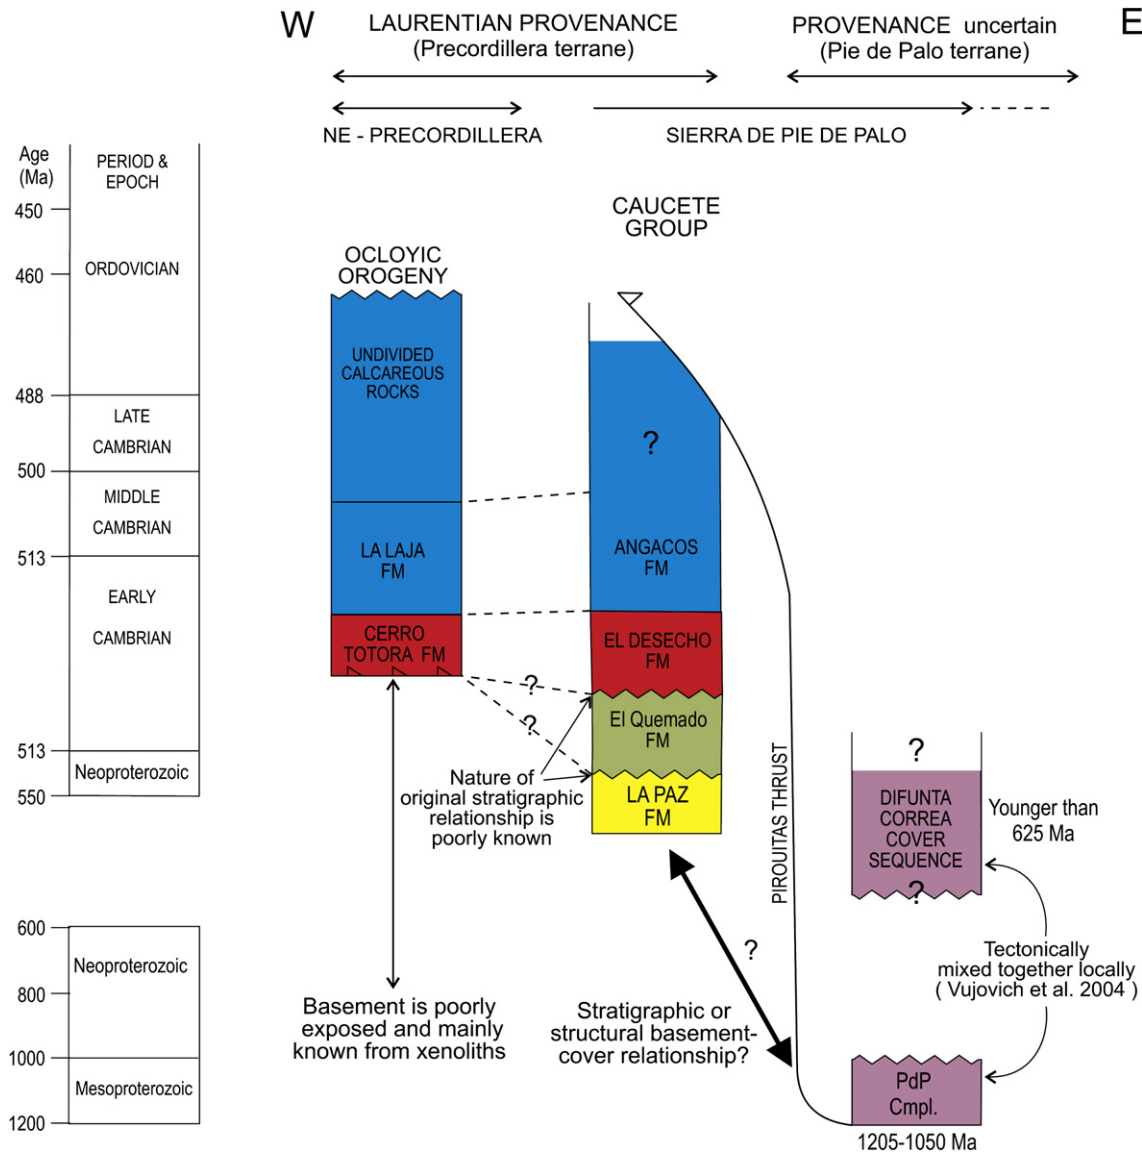 W
LAURENTIAN PROVENANCE
(Precordillera terrane)
PROVENANCE uncertain
(Pie de Palo terrane)
E
NE - PRECORDILLERA
SIERRA DE PIE DE PALO
Age
(Ma)
PERIOD &
EPOCH
450
ORDOVICIAN
460
488
LATE
CAMBRIAN
500
MIDDLE
CAMBRIAN
513
EARLY
CAMBRIAN
513
Neoproterozoic
550
600
Neoproterozoic
800
1000
Mesoproterozoic
1200
OCLOYIC
OROGENY
UNDIVIDED
CALCAREOUS
ROCKS
LA LAJA
FM
CERRO
TOTORA FM
Basement is poorly
exposed and mainly
known from xenoliths
?
?
Nature of
original stratigraphic
relationship is
poorly known
CAUCETE
GROUP
?
ANGACOS
FM
EL DESECHO
FM
El Quemado
FM
LA PAZ
FM
?
Stratigraphic or
structural basement-
cover relationship?
PIROUITAS THRUST
?
DIFUNTA
CORREA
COVER
SEQUENCE
?
Younger than
625 Ma
Tectonically
mixed together locally
( Vujovich et al. 2004 )
PdP
Cmpl.
1205-1050 Ma